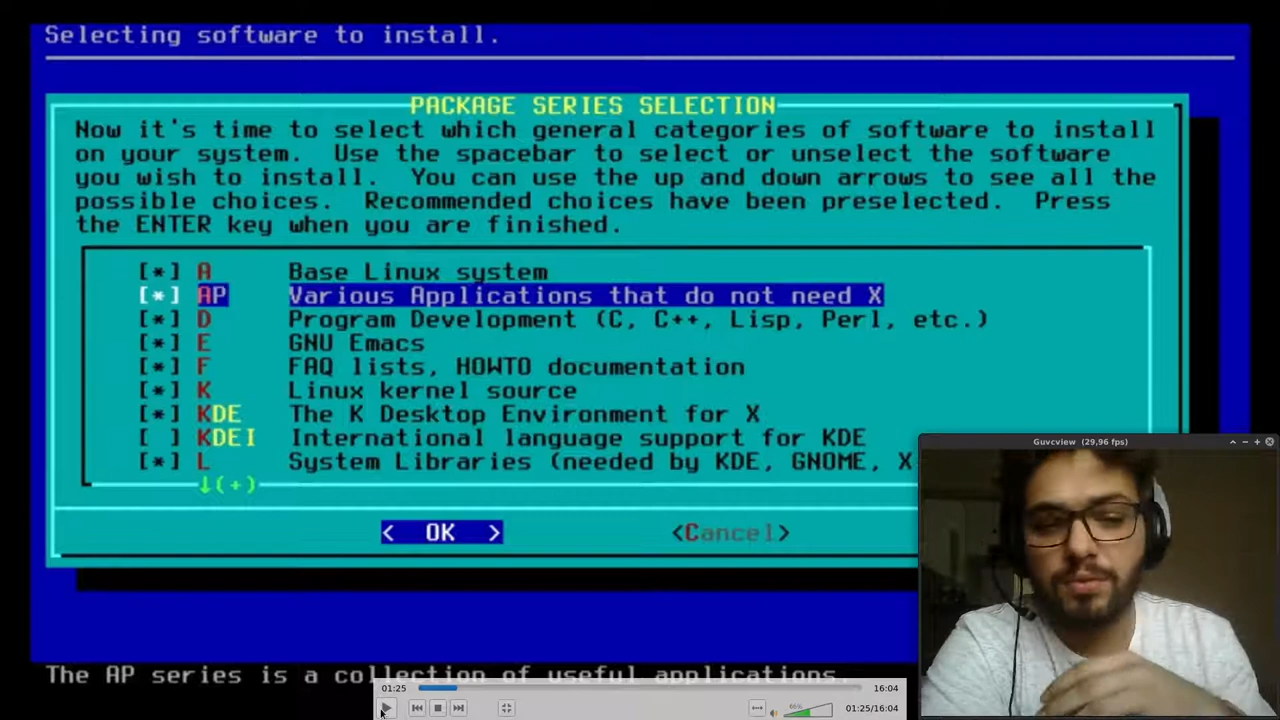 Selecting software to install.
PACKAGE SERIES SELECTION
Now it's time to select which general categories of software to install
on your system.  Use the spacebar to select or unselect the software
you wish to install.  You can use the up and down arrows to see all the
possible choices.  Recommended choices have been preselected.  Press
the ENTER key when you are finished.
[*] A Base Linux system
[*] AP Various Applications that do not need X
[*] D Program Development (C, C++, Lisp, Perl, etc.)
[*] E GNU Emacs
[*] F FAQ lists, HOWTO documentation
[*] K Linux kernel source
[*] KDE The K Desktop Environment for X
[ ] KDEI International language support for KDE
[*] L System Libraries (needed by KDE, GNOME, X
↓(+)
Guvcview (29,96 fps)
< OK > <Cancel>
The AP series is a collection of useful applications.
01:25 16:04
66% 01:25/16:04